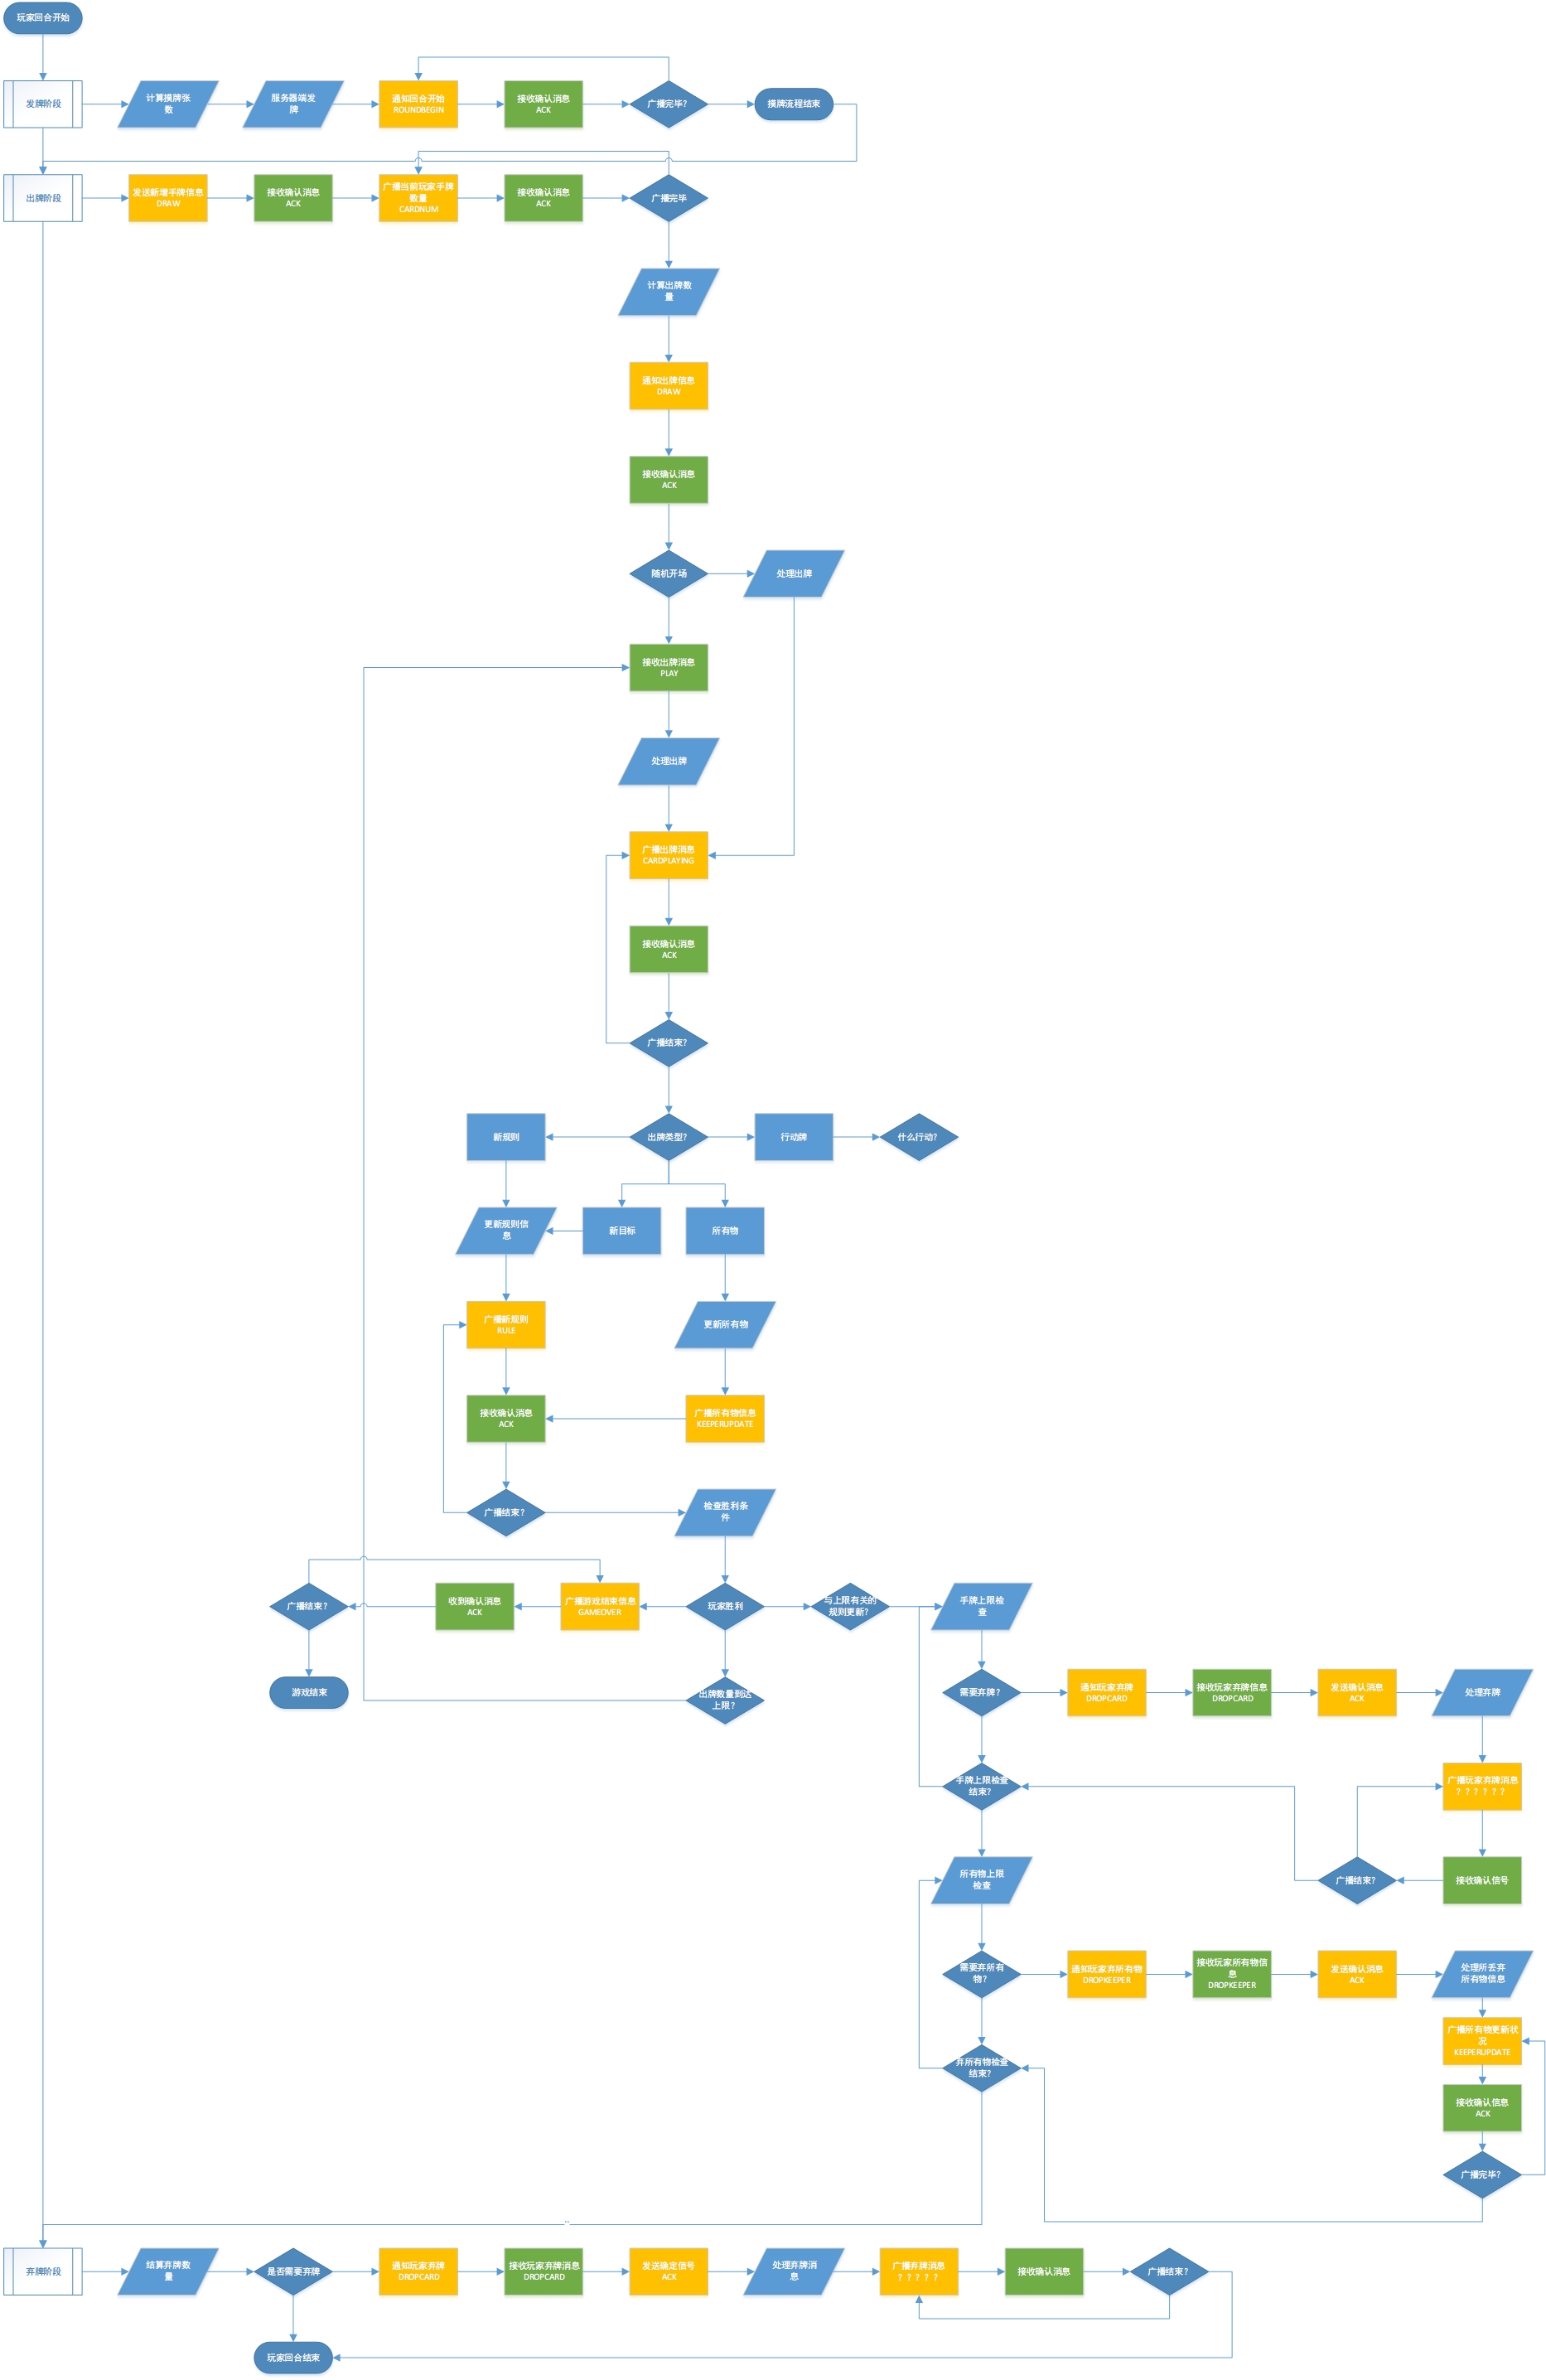 玩家回合开始
发牌阶段
计算摸牌张
数
服务器端发
牌
通知回合开始
ROUNDBEGIN
接收确认消息
ACK
广播完毕？
摸牌流程结束
出牌阶段
发送新增手牌信息
DRAW
接收确认消息
ACK
广播当前玩家手牌
数量
CARDNUM
接收确认消息
ACK
广播完毕
计算出牌数
量
通知出牌信息
DRAW
接收确认消息
ACK
随机开场
处理出牌
接收出牌消息
PLAY
处理出牌
广播出牌消息
CARDPLAYING
接收确认消息
ACK
广播结束？
新规则
出牌类型？
行动牌
什么行动？
更新规则信
息
新目标
所有物
广播新规则
RULE
更新所有物
接收确认消息
ACK
广播所有物信息
KEEPERUPDATE
广播结束？
检查胜利条
件
广播结束？
收到确认消息
ACK
广播游戏结束信息
GAMEOVER
玩家胜利
与上限有关的
规则更新？
手牌上限检
查
游戏结束
出牌数量到达
上限？
需要弃牌？
通知玩家弃牌
DROPCARD
接收玩家弃牌信息
DROPCARD
发送确认消息
ACK
处理弃牌
手牌上限检查
结束？
广播玩家弃牌消息
？？？？？？
所有物上限
检查
广播结束？
接收确认信号
需要弃所有
物？
通知玩家弃所有物
DROPKEEPER
接收玩家所有物信
息
DROPKEEPER
发送确认消息
ACK
处理所丢弃
所有物信息
弃所有物检查
结束？
广播所有物更新状
况
KEEPERUPDATE
接收确认信息
ACK
广播完毕？
弃牌阶段
结算弃牌数
量
是否需要弃牌
通知玩家弃牌
DROPCARD
接收玩家弃牌消息
DROPCARD
发送确定信号
ACK
处理弃牌消
息
广播弃牌消息
？？？？？
接收确认消息
广播结束？
玩家回合结束